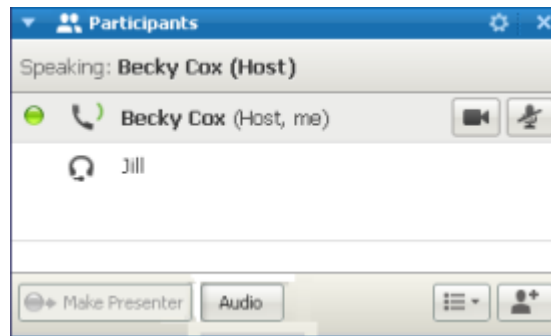 Participants
Speaking: Becky Cox (Host)
Becky Cox (Host, me)
Jill
Make Presenter Audio